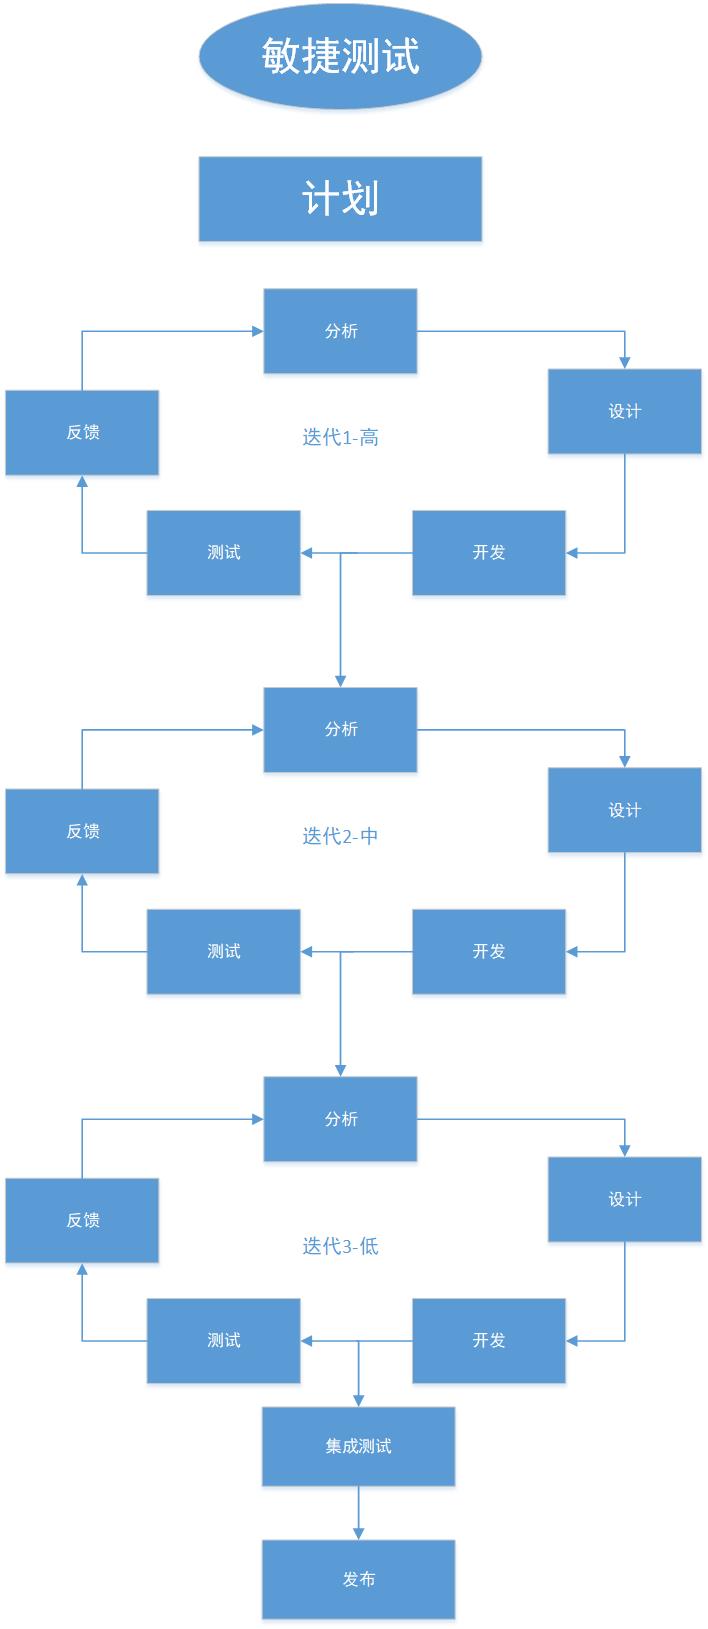 敏捷测试
计划
分析
设计
反馈
迭代1-高
测试
开发
分析
设计
反馈
迭代2-中
测试
开发
分析
设计
反馈
迭代3-低
测试
开发
集成测试
发布